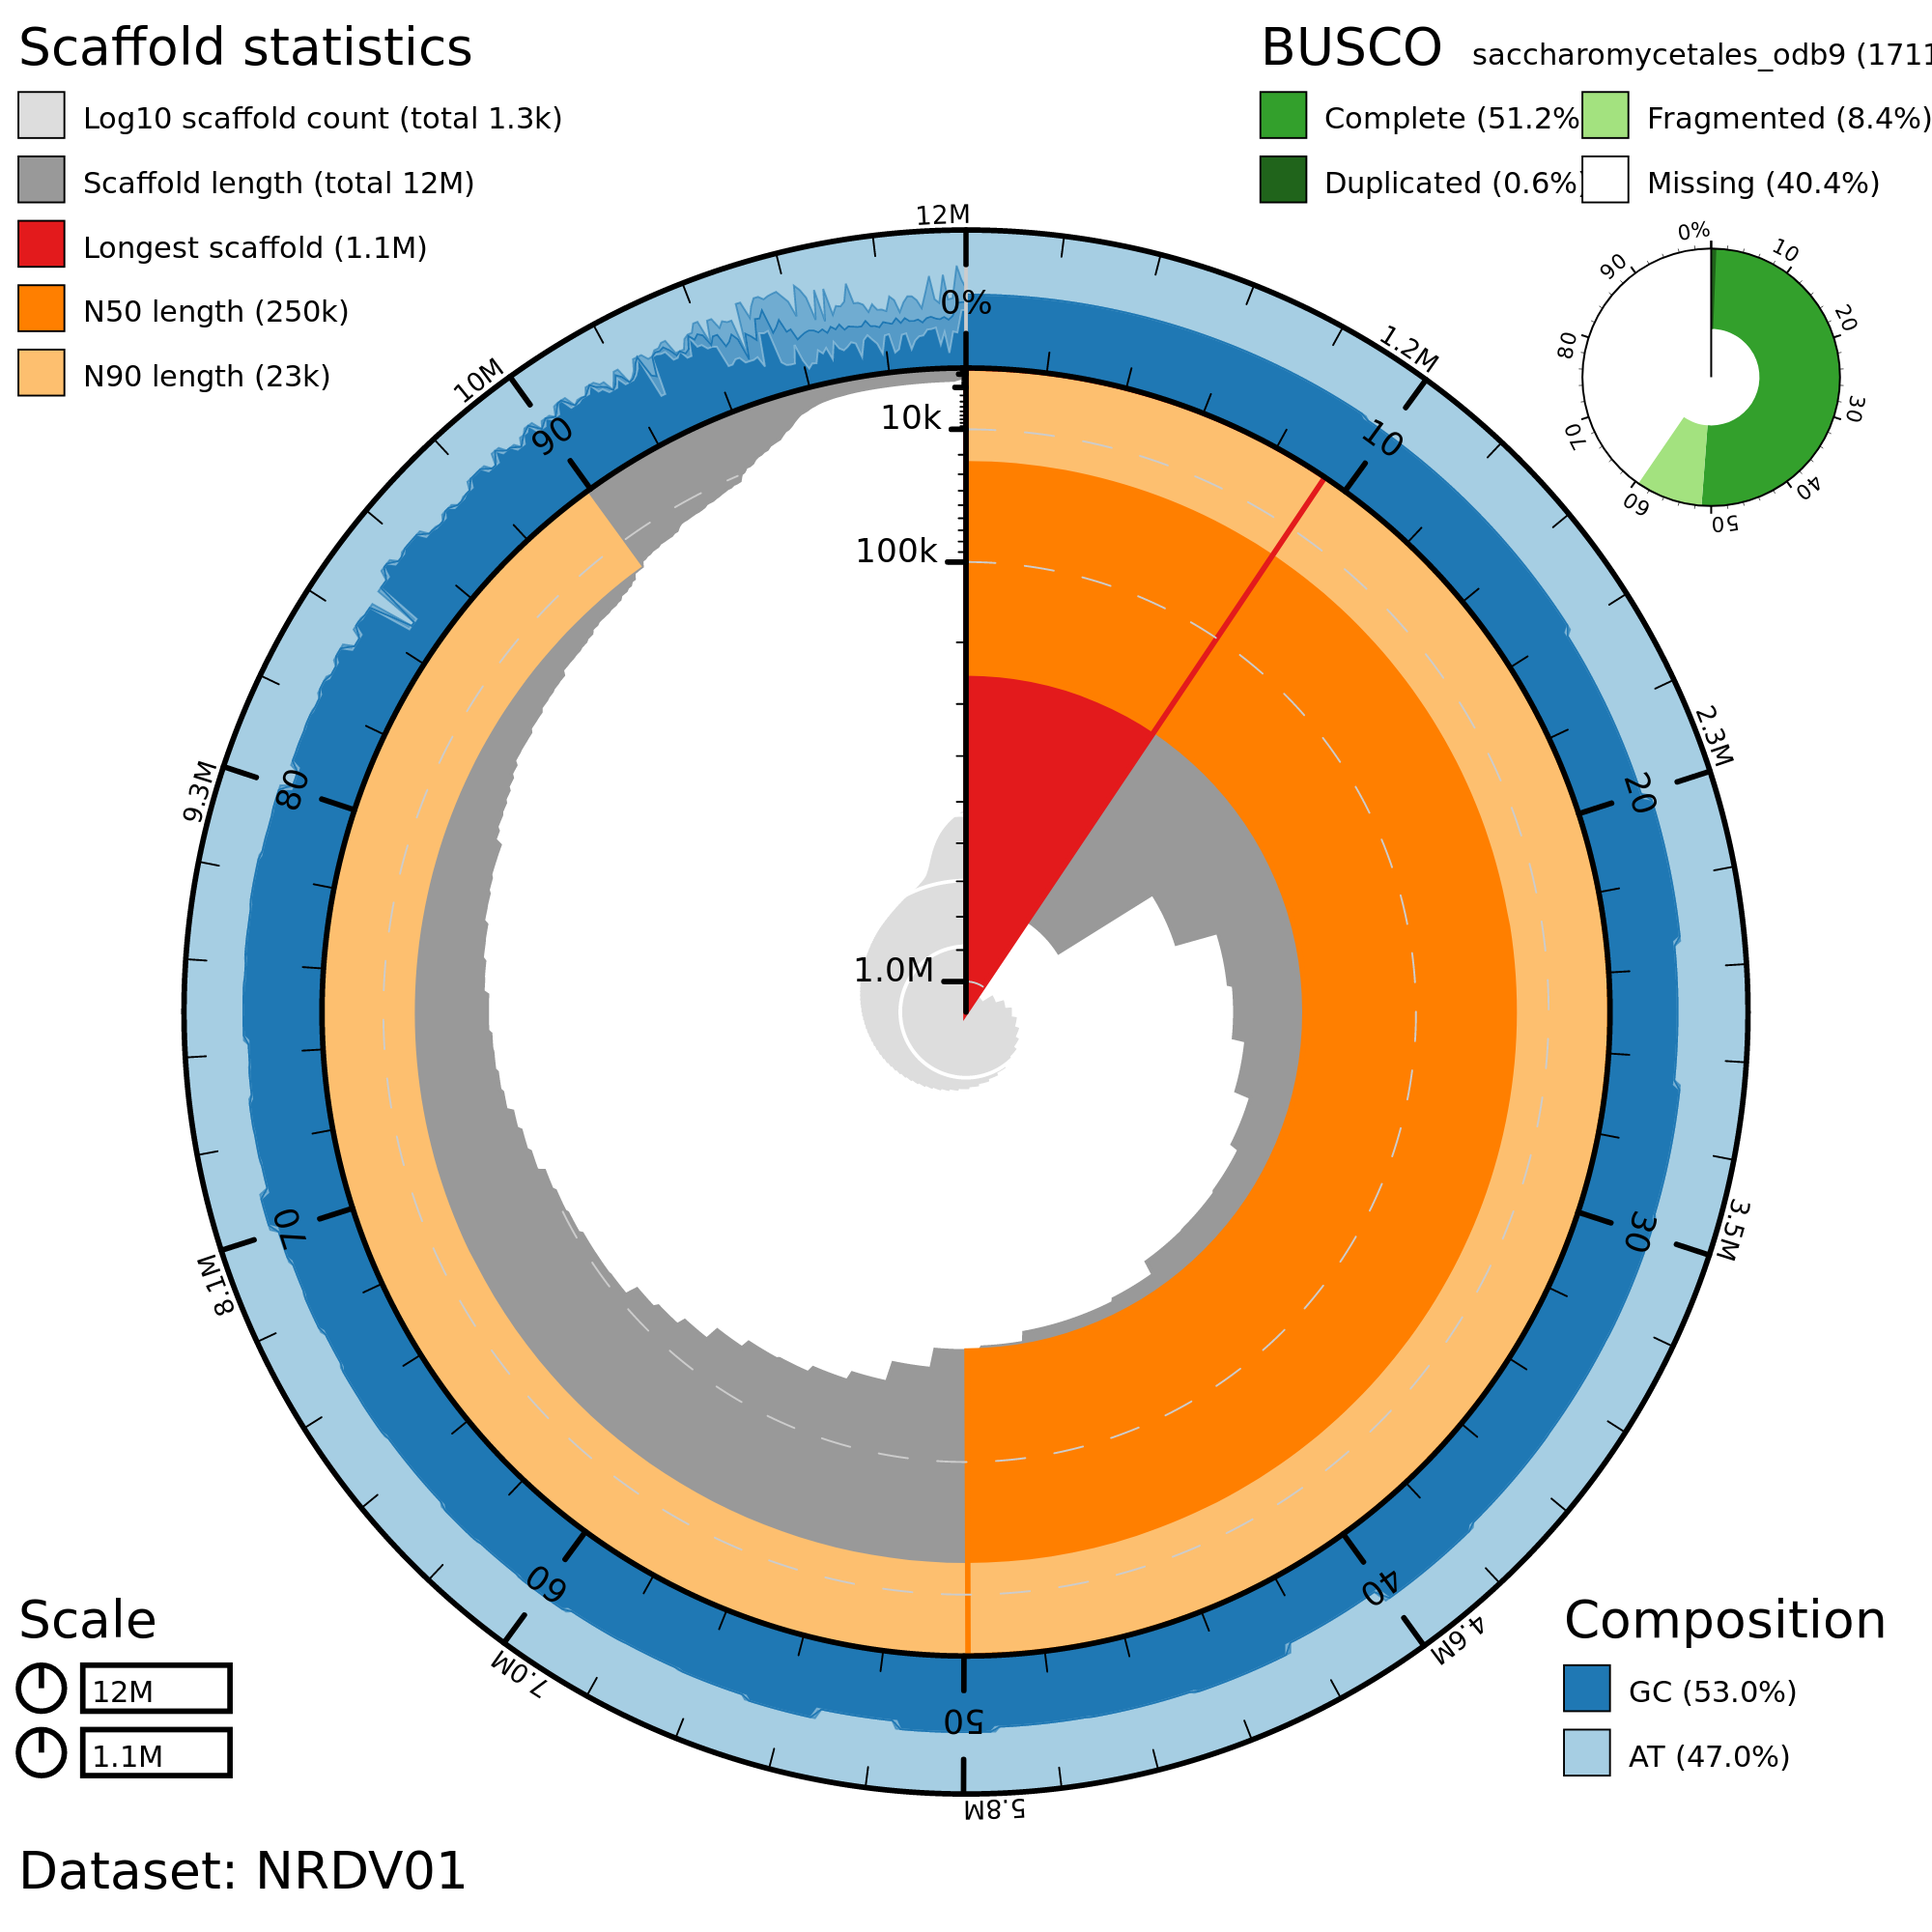 Scaffold statistics
Log10 scaffold count (total 1.3k)
Scaffold length (total 12M)
Longest scaffold (1.1M)
N50 length (250k)
N90 length (23k)
BUSCO saccharomycetales_odb9 (1711
Complete (51.2%
Fragmented (8.4%)
Duplicated (0.6%)
Missing (40.4%)
0%
10
20
30
40
50
60
70
80
90
12M
1.2M
2.3M
3.5M
4.6M
5.8M
7.0M
8.1M
9.3M
10M
0%
10
20
30
40
50
60
70
80
90
10k
100k
1.0M
Scale
12M
1.1M
Composition
GC (53.0%)
AT (47.0%)
Dataset: NRDV01